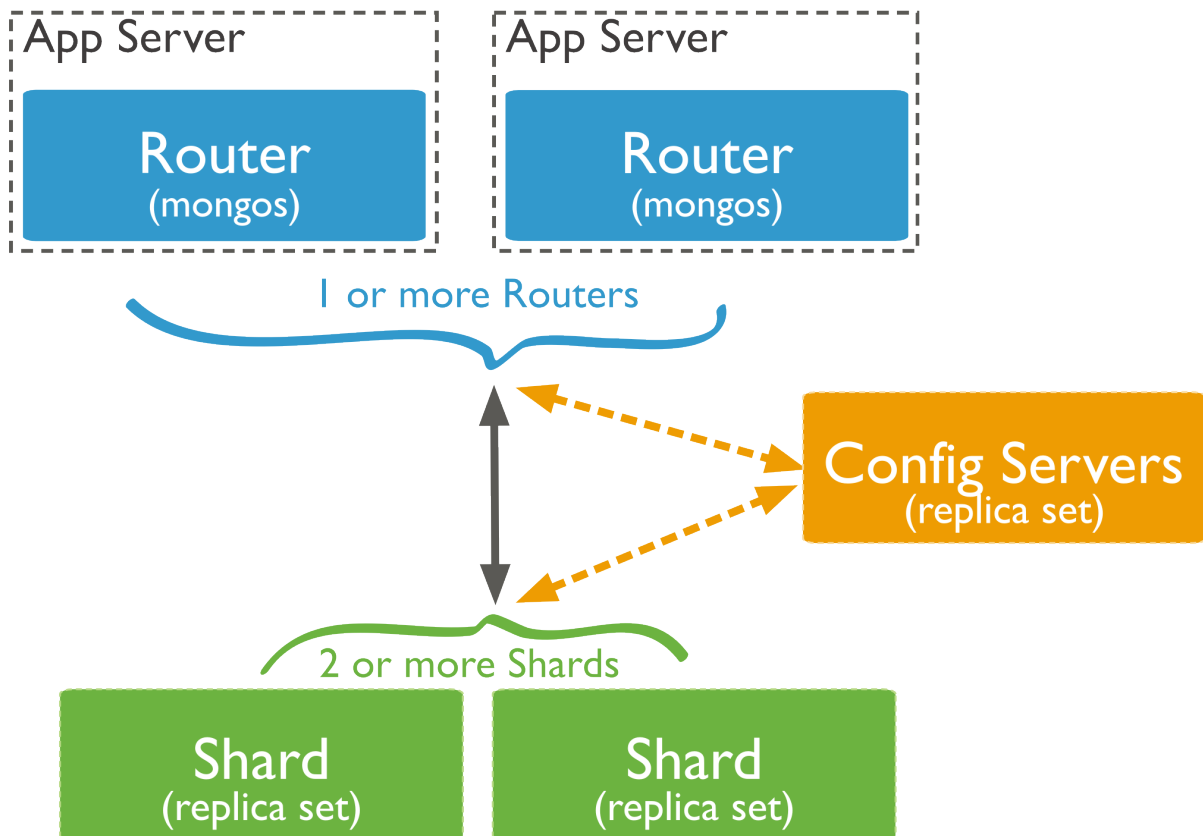 App Server
App Server
Router
(mongos)
Router
(mongos)
1 or more Routers
Config Servers
(replica set)
2 or more Shards
Shard
(replica set)
Shard
(replica set)